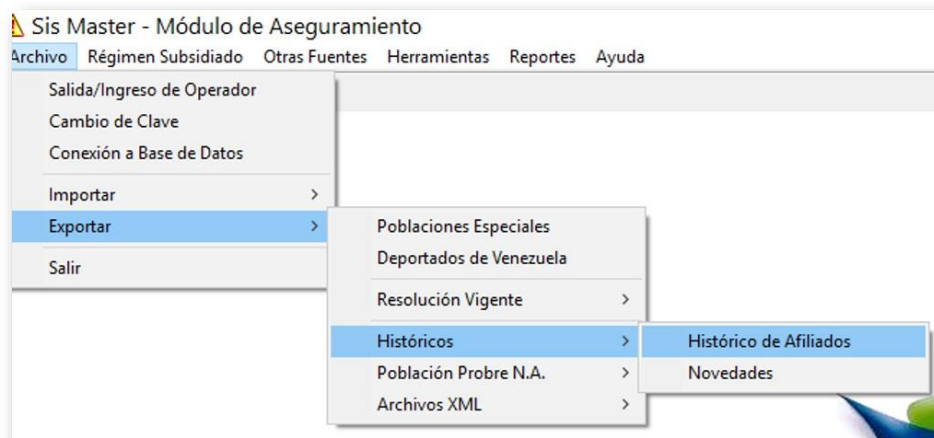 Sis Master - Módulo de Aseguramiento
Archivo Régimen Subsidiado Otras Fuentes Herramientas Reportes Ayuda
Salida/Ingreso de Operador
Cambio de Clave
Conexión a Base de Datos
Importar >
Exportar >
Salir
Poblaciones Especiales
Deportados de Venezuela
Resolución Vigente >
Históricos >
Población Probre N.A. >
Archivos XML >
Histórico de Afiliados
Novedades